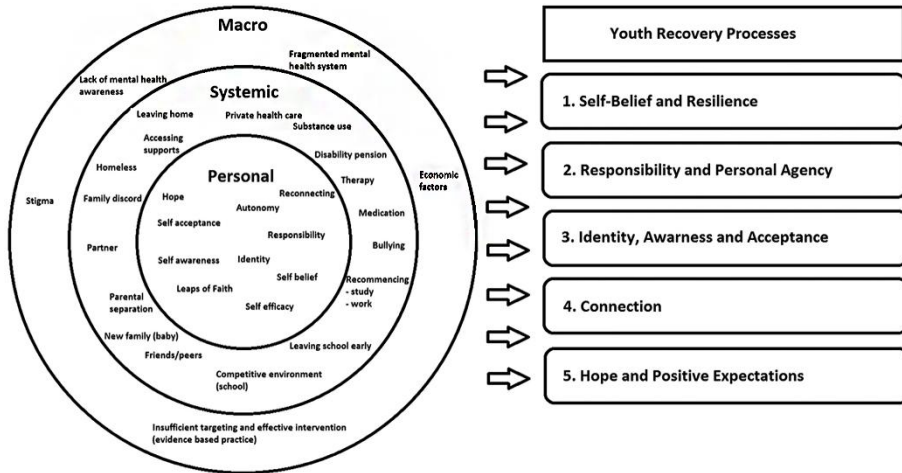 Macro
Fragmented mental
health system
Lack of mental health
awareness
Systemic
Leaving home
Private health care
Substance use
Accessing
supports
Disability pension
Homeless
Therapy
Economic
factors
Stigma
Family discord
Personal
Hope
Reconnecting
Autonomy
Medication
Self acceptance
Responsibility
Partner
Bullying
Self awareness
Identity
Self belief
Recommencing
- study
- work
Leaps of Faith
Self efficacy
Parental
separation
New family (baby)
Friends/peers
Leaving school early
Competitive environment
(school)
Insufficient targeting and effective intervention
(evidence based practice)
Youth Recovery Processes
1. Self-Belief and Resilience
2. Responsibility and Personal Agency
3. Identity, Awarness and Acceptance
4. Connection
5. Hope and Positive Expectations